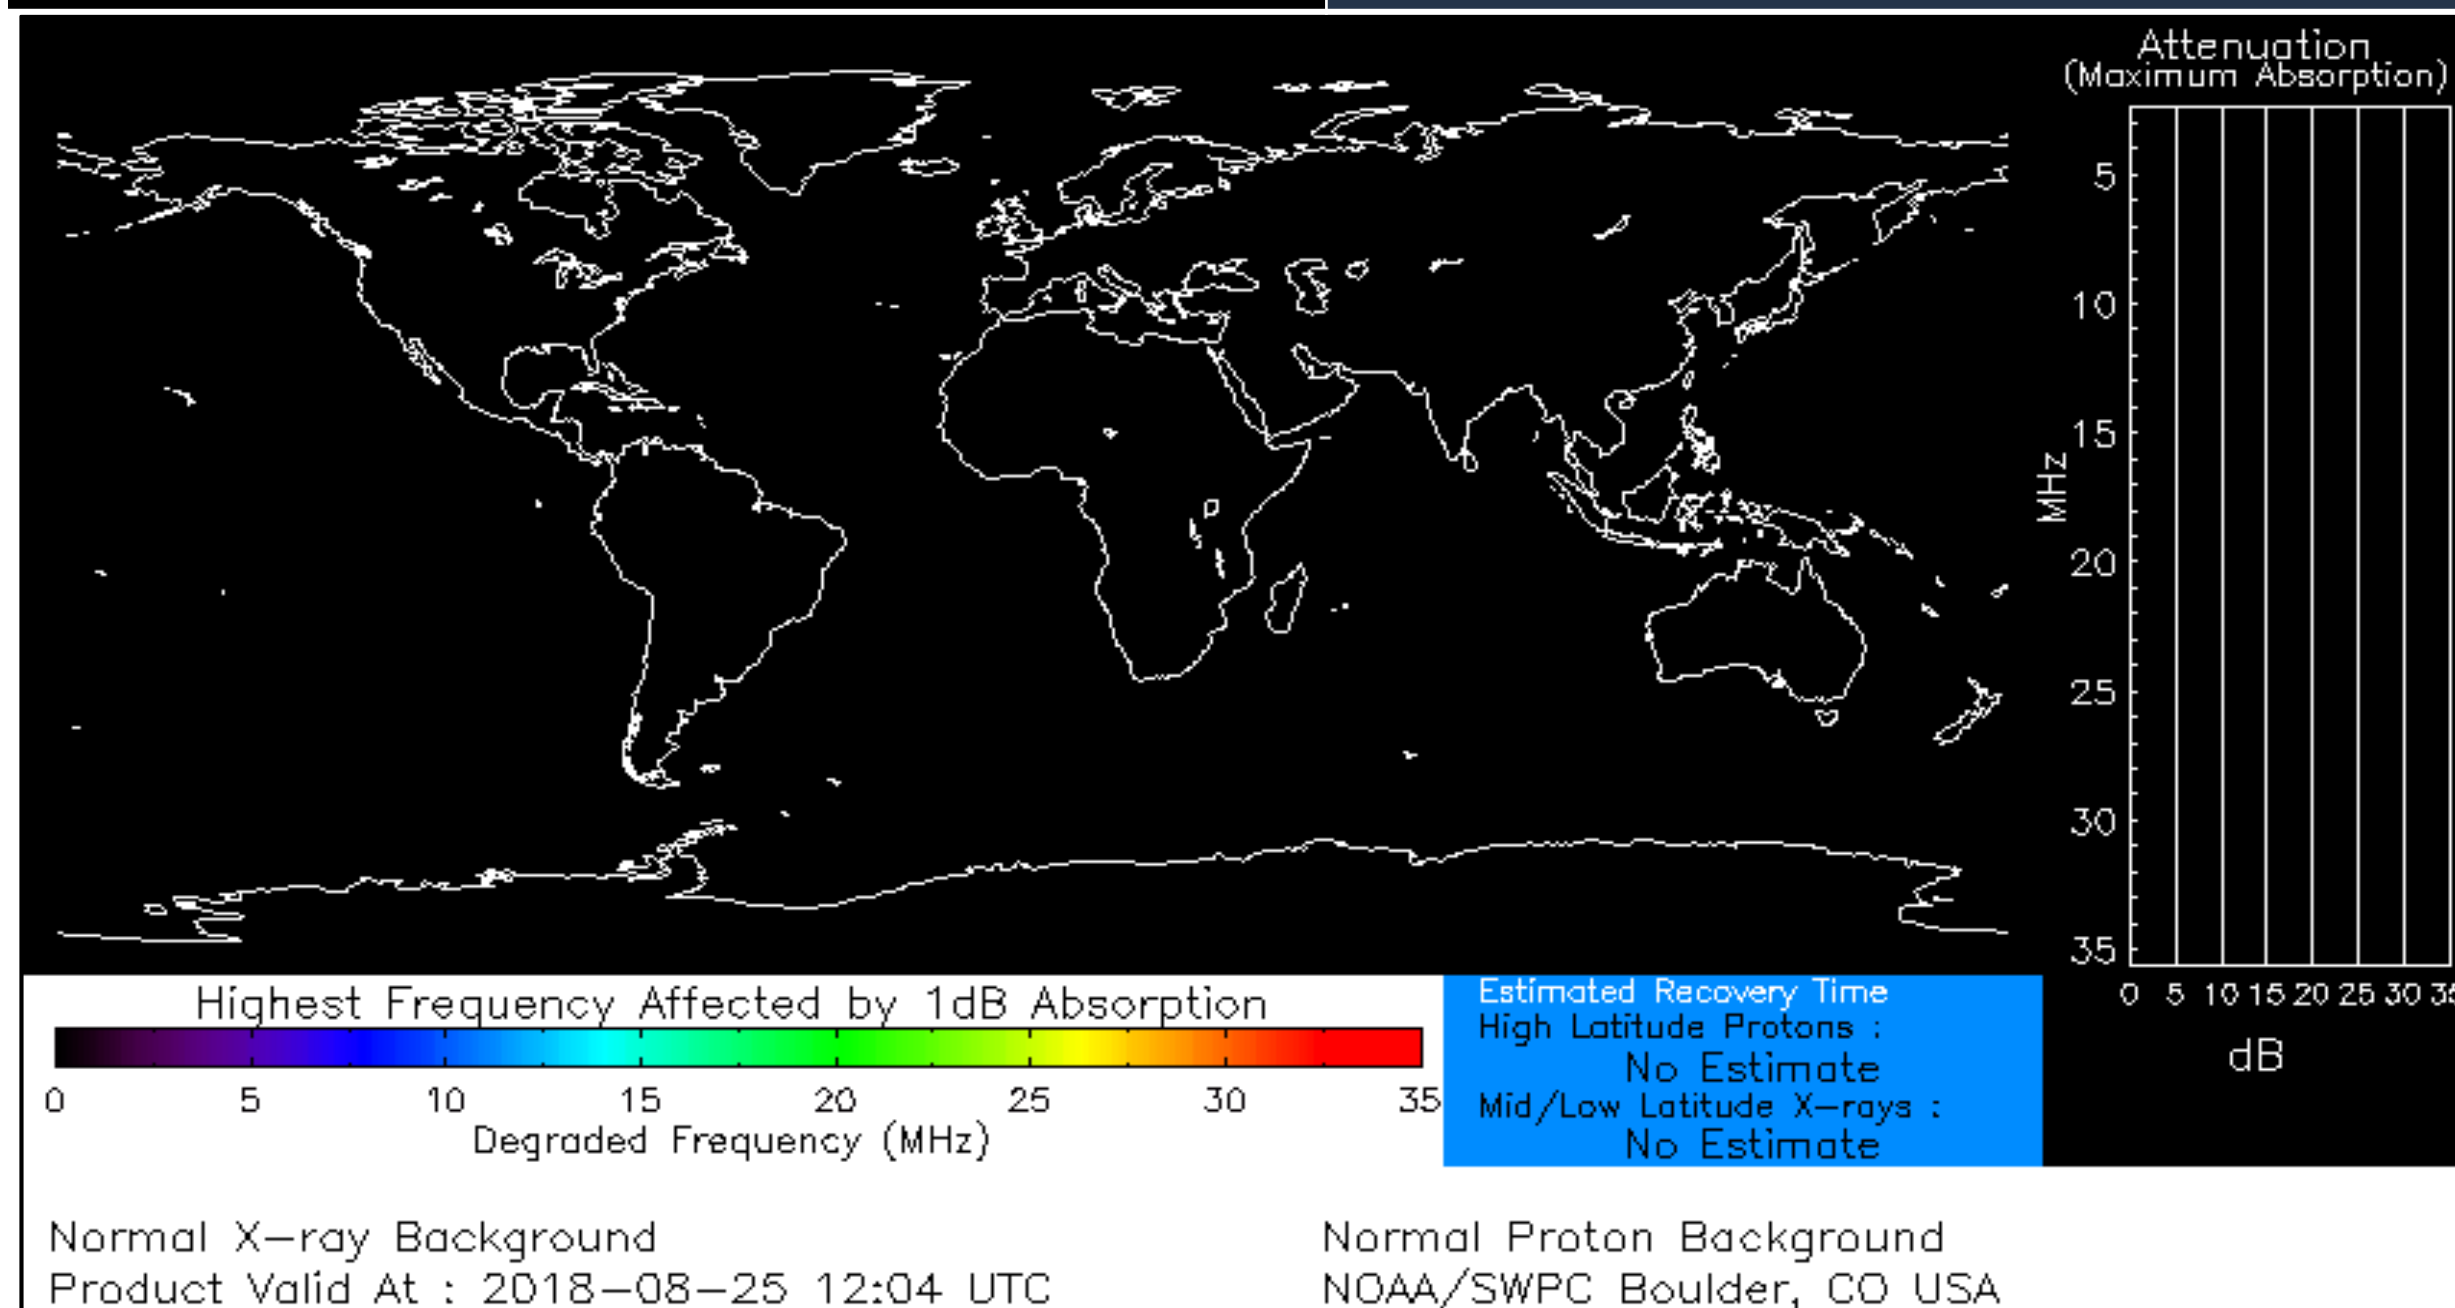 Attenuation
(Maximum Absorption)
5
10
15
20
25
30
35
MHz
0 5 10 15 20 25 30 35
dB
Highest Frequency Affected by 1dB Absorption
0 5 10 15 20 25 30 35
Degraded Frequency (MHz)
Estimated Recovery Time
High Latitude Protons :
No Estimate
Mid/Low Latitude X-rays :
No Estimate
Normal X-ray Background
Normal Proton Background
Product Valid At : 2018-08-25 12:04 UTC
NOAA/SWPC Boulder, CO USA